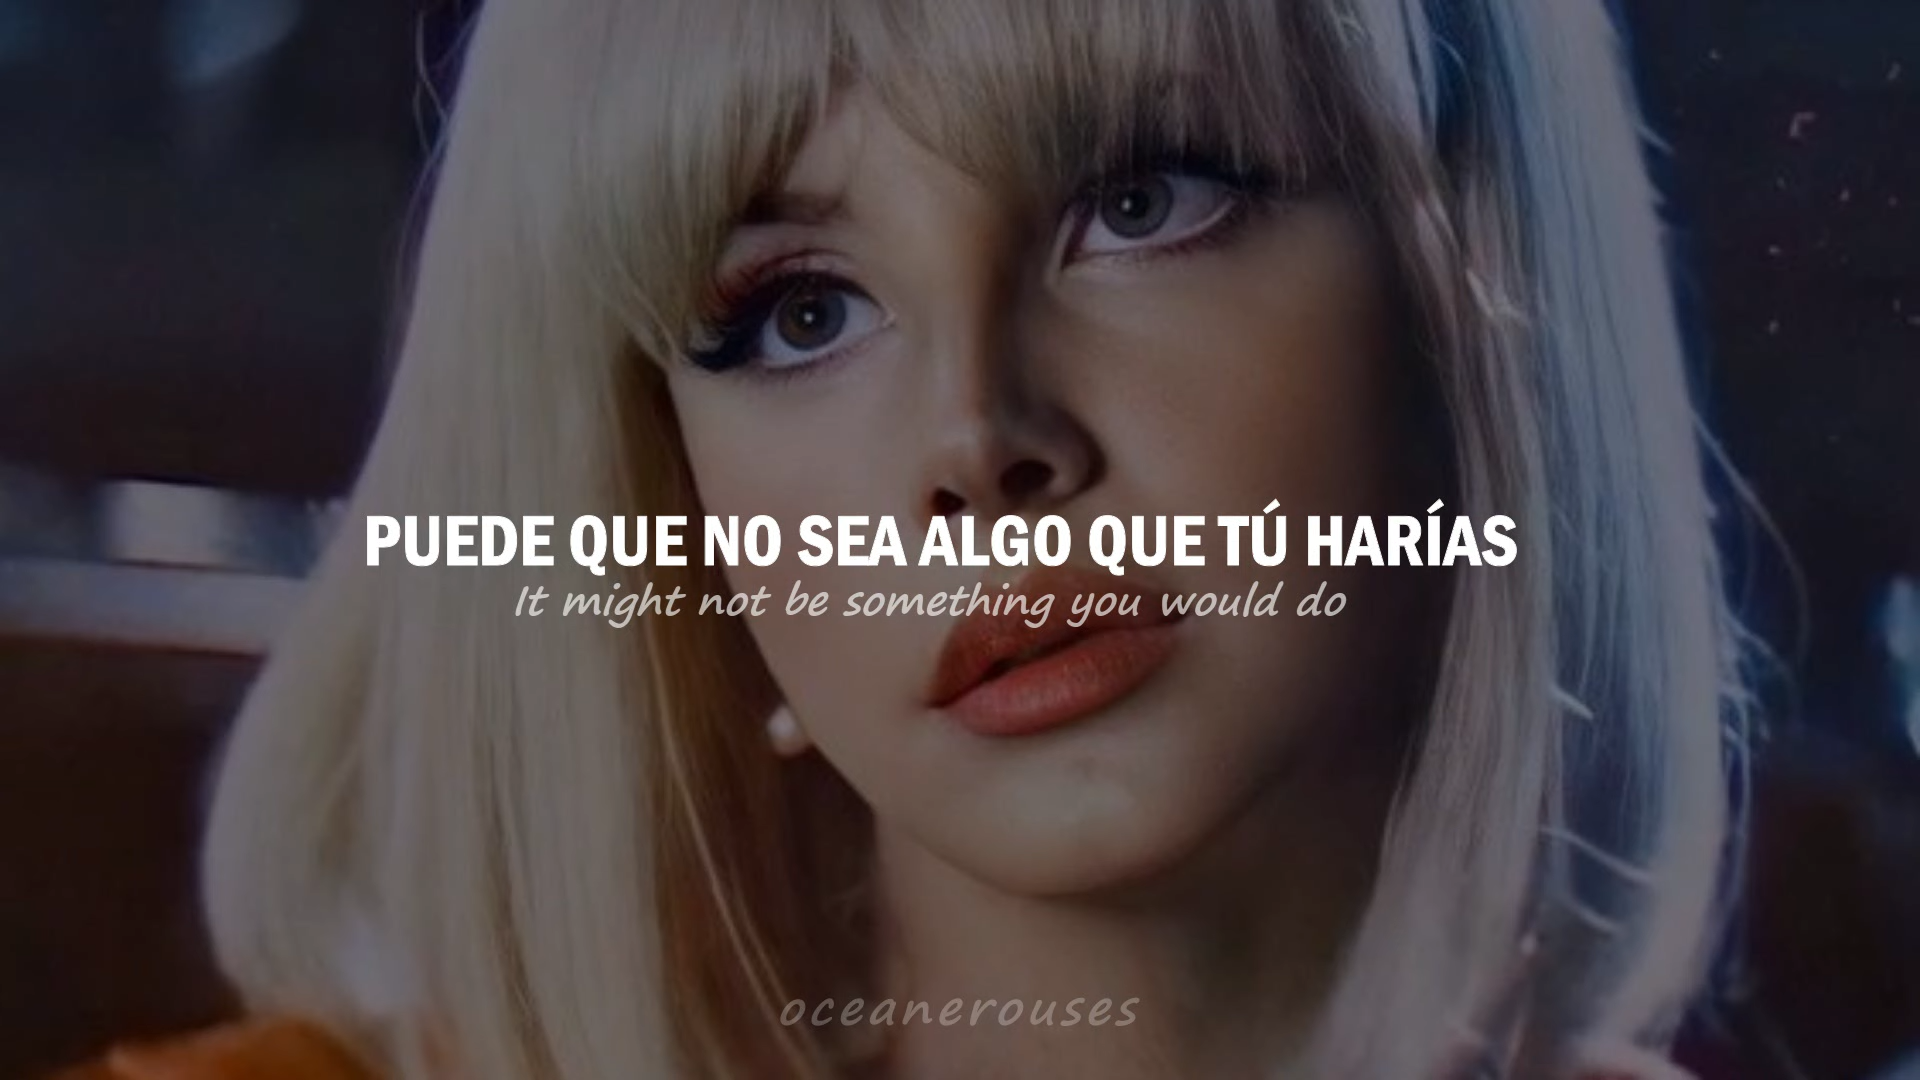 PUEDE QUE NO SEA ALGO QUE TÚ HARÍAS
It might not be something you would do
oceanerouses